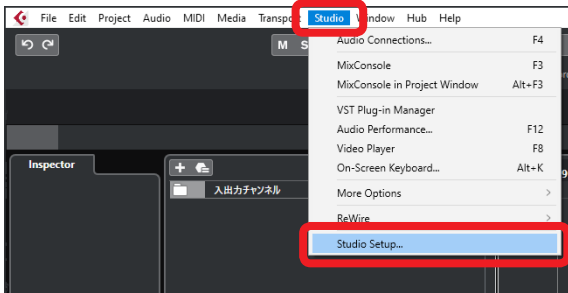 File Edit Project Audio MIDI Media Transport Studio Window Hub Help
M S
Audio Connections... F4
MixConsole F3
MixConsole in Project Window Alt+F3
VST Plug-in Manager
Audio Performance... F12
Video Player F8
On-Screen Keyboard... Alt+K
More Options
ReWire
Studio Setup...
Inspector
入出力チャンネル